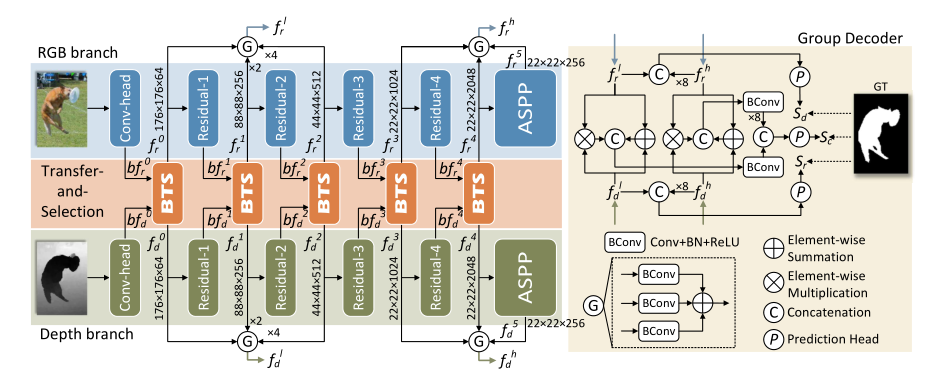 RGB branch
Transfer-
and-
Selection
Depth branch
G
f_r^l
×4
×2
G
f_r^h
f_r^5
22×22×256
Conv-head
176×176×64
Residual-1
88×88×256
Residual-2
44×44×512
Residual-3
22×22×1024
Residual-4
22×22×2048
ASPP
f_r^0
f_r^1
f_r^2
f_r^3
f_r^4
bf_r^0
bf_r^1
bf_r^2
bf_r^3
bf_r^4
BTS
BTS
BTS
BTS
BTS
bf_d^0
bf_d^1
bf_d^2
bf_d^3
bf_d^4
f_d^0
f_d^1
f_d^2
f_d^3
f_d^4
Conv-head
176×176×64
Residual-1
88×88×256
Residual-2
44×44×512
Residual-3
22×22×1024
Residual-4
22×22×2048
ASPP
f_d^5
22×22×256
×2
×4
G
f_d^l
G
f_d^h
Group Decoder
f_r^l
C
f_r^h
×8
P
GT
BConv
×8
S_d
C
C
C
P
S_c
BConv
S_r
f_d^l
C
×8
f_d^h
P
BConv
Conv+BN+ReLU
G
BConv
BConv
BConv
Element-wise
Summation
Element-wise
Multiplication
C
Concatenation
P
Prediction Head